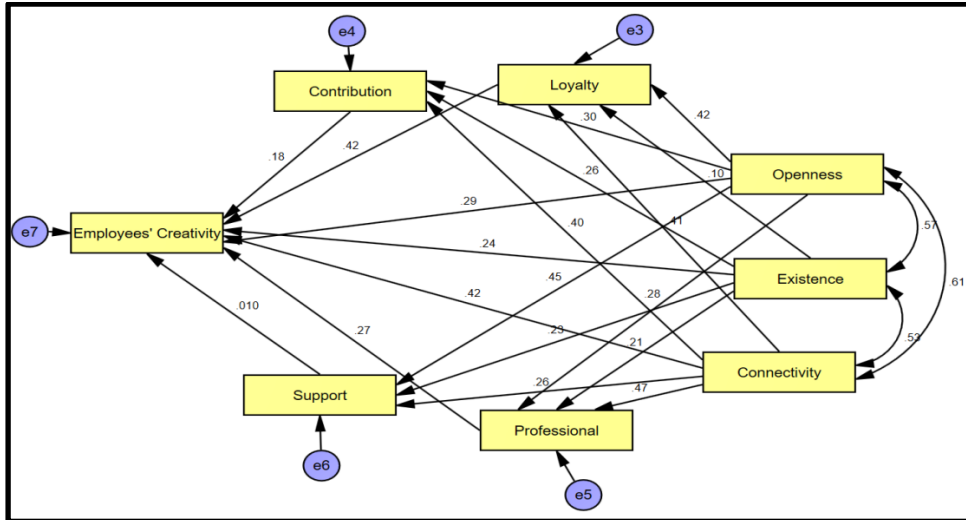 e4
e3
Contribution
Loyalty
.42
.30
.18
.42
.26
.10
Openness
.29
.40
.41
.57
e7
Employees' Creativity
.24
Existence
.61
.45
.28
.42
.23
.21
.53
010
.27
Connectivity
Support
.26
.47
Professional
e6
e5